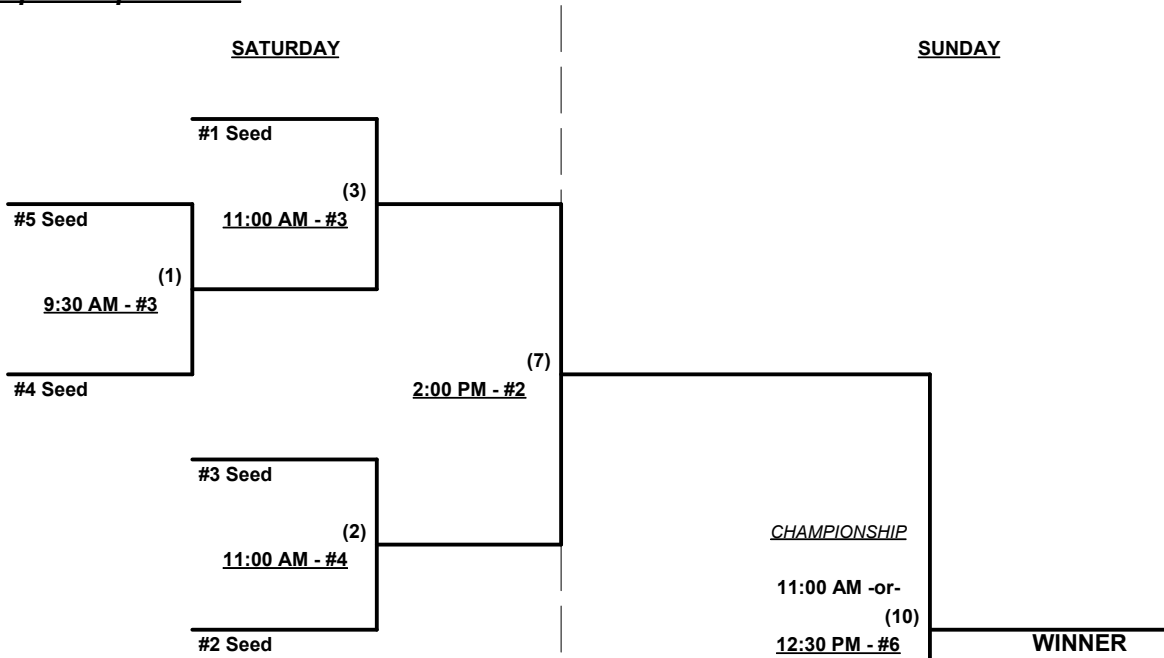 SATURDAY
SUNDAY
#1 Seed
(3)
11:00 AM - #3
#5 Seed
(1)
9:30 AM - #3
#4 Seed
(7)
2:00 PM - #2
#3 Seed
(2)
11:00 AM - #4
#2 Seed
CHAMPIONSHIP
11:00 AM -or-
(10)
12:30 PM - #6
WINNER